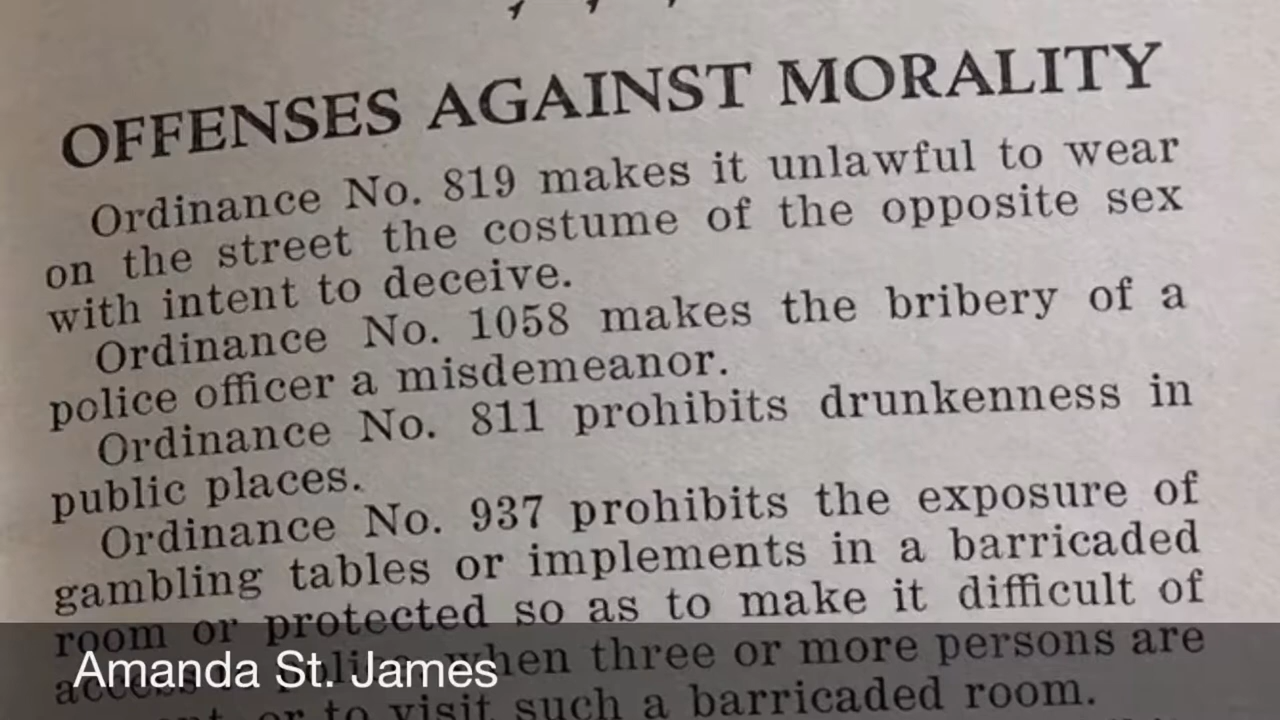 OFFENSES AGAINST MORALITY
Ordinance No. 819 makes it unlawful to wear
on the street the costume of the opposite sex
with intent to deceive.
Ordinance No. 1058 makes the bribery of a
police officer a misdemeanor.
Ordinance No. 811 prohibits drunkenness in
public places.
Ordinance No. 937 prohibits the exposure of
gambling tables or implements in a barricaded
room or protected so as to make it difficult of
when three or more persons are
or to visit such a barricaded room.
Amanda St. James